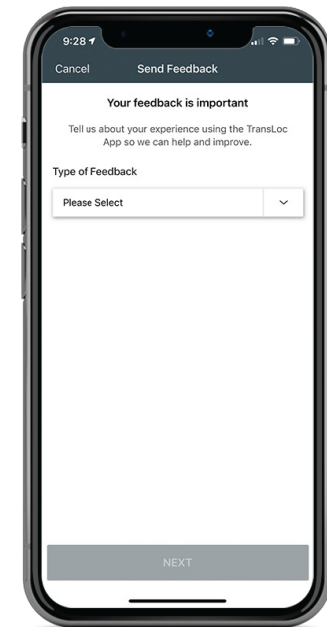 9:28
Cancel Send Feedback
Your feedback is important
Tell us about your experience using the TransLoc
App so we can help and improve.
Type of Feedback
Please Select
NEXT